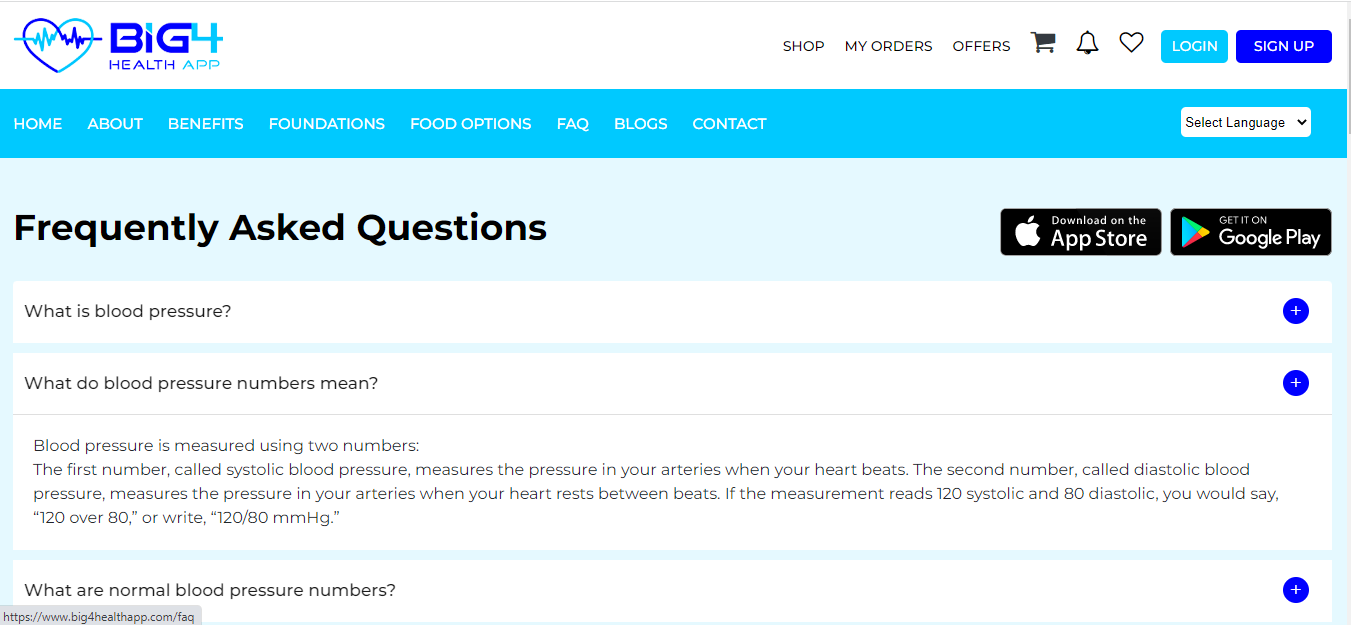 BIG4
HEALTH APP
SHOP MY ORDERS OFFERS LOGIN SIGN UP
HOME ABOUT BENEFITS FOUNDATIONS FOOD OPTIONS FAQ BLOGS CONTACT Select Language
Frequently Asked Questions
Download on the
App Store
GET IT ON
Google Play
What is blood pressure? +
What do blood pressure numbers mean? +
Blood pressure is measured using two numbers:
The first number, called systolic blood pressure, measures the pressure in your arteries when your heart beats. The second number, called diastolic blood
pressure, measures the pressure in your arteries when your heart rests between beats. If the measurement reads 120 systolic and 80 diastolic, you would say,
“120 over 80,” or write, “120/80 mmHg.”
What are normal blood pressure numbers? +
https://www.big4healthapp.com/faq